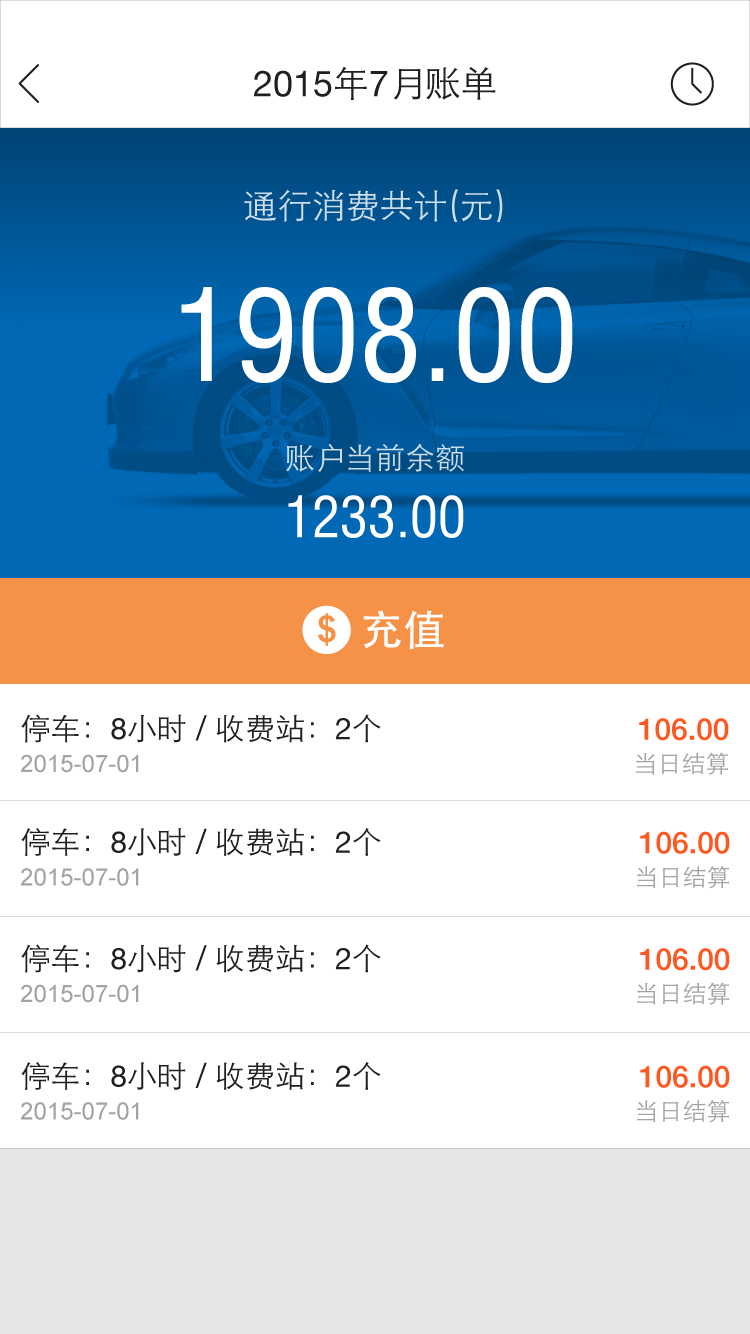 2015年7月账单
通行消费共计(元)
1908.00
账户当前余额
1233.00
$ 充值
停车：8小时 / 收费站：2个 106.00
2015-07-01 当日结算
停车：8小时 / 收费站：2个 106.00
2015-07-01 当日结算
停车：8小时 / 收费站：2个 106.00
2015-07-01 当日结算
停车：8小时 / 收费站：2个 106.00
2015-07-01 当日结算